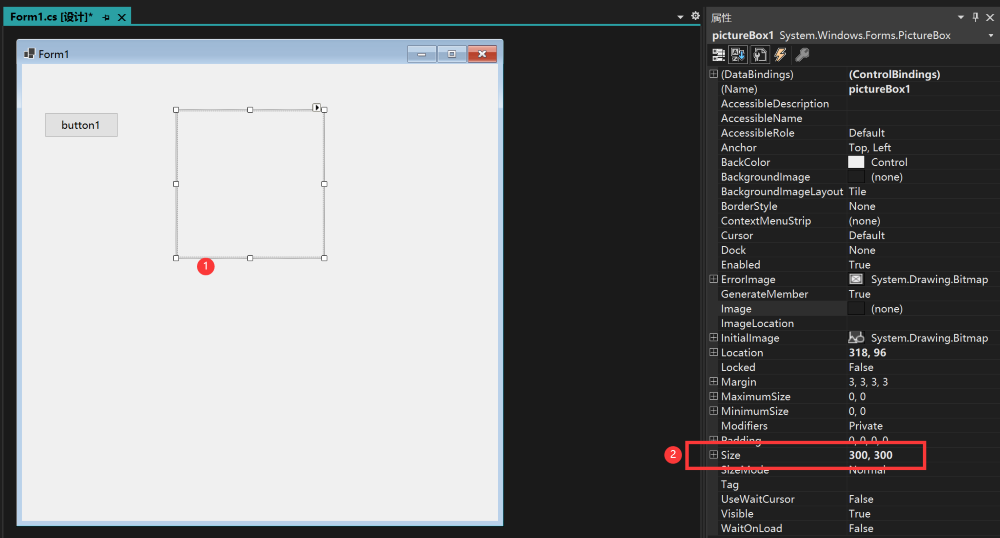 Form1.cs [设计]*
Form1
button1
1
属性
pictureBox1 System.Windows.Forms.PictureBox
(DataBindings) (ControlBindings)
(Name) pictureBox1
AccessibleDescription
AccessibleName
AccessibleRole Default
Anchor Top, Left
BackColor Control
BackgroundImage (none)
BackgroundImageLayout Tile
BorderStyle None
ContextMenuStrip (none)
Cursor Default
Dock None
Enabled True
ErrorImage System.Drawing.Bitmap
GenerateMember True
Image (none)
ImageLocation
InitialImage System.Drawing.Bitmap
Location 318, 96
Locked False
Margin 3, 3, 3, 3
MaximumSize 0, 0
MinimumSize 0, 0
Modifiers Private
Padding 0, 0, 0, 0
2 Size 300, 300
SizeMode Normal
Tag
UseWaitCursor False
Visible True
WaitOnLoad False